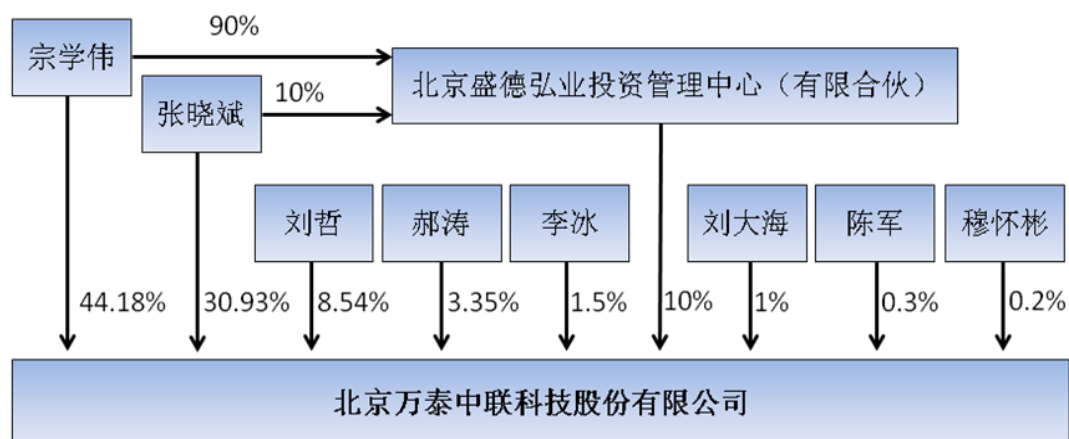 90%
宗学伟
北京盛德弘业投资管理中心（有限合伙）
10%
张晓斌
刘哲
郝涛
李冰
刘大海
陈军
穆怀彬
44.18%
30.93%
8.54%
3.35%
1.5%
10%
1%
0.3%
0.2%
北京万泰中联科技股份有限公司